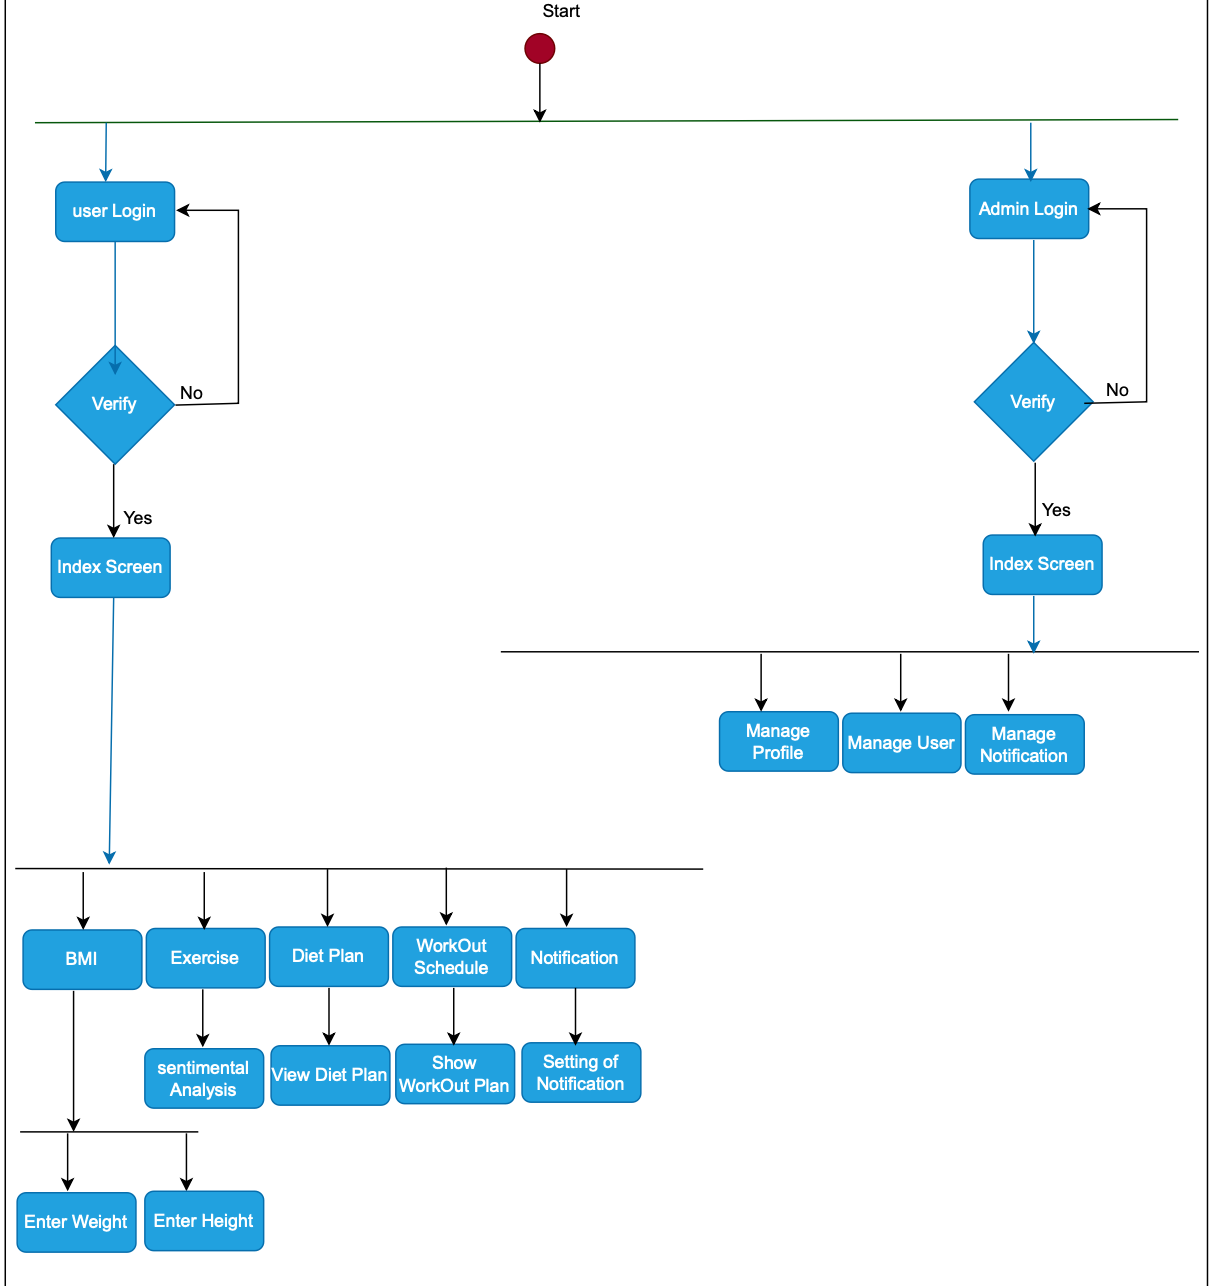 Start
user Login
Admin Login
Verify
No
Verify
No
Yes
Yes
Index Screen
Index Screen
Manage
Profile
Manage User
Manage
Notification
BMI
Exercise
Diet Plan
WorkOut
Schedule
Notification
sentimental
Analysis
View Diet Plan
Show
WorkOut Plan
Setting of
Notification
Enter Weight
Enter Height